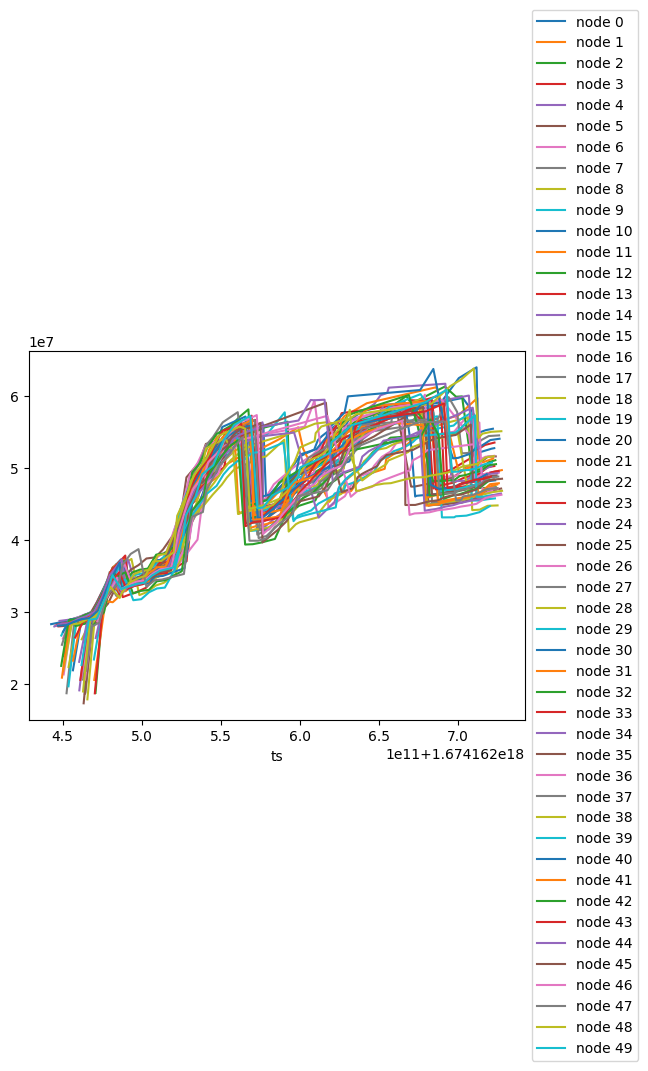 1e7
6
5
4
3
2
4.5 5.0 5.5 6.0 6.5 7.0
ts
1e11+1.674162e18
node 0
node 1
node 2
node 3
node 4
node 5
node 6
node 7
node 8
node 9
node 10
node 11
node 12
node 13
node 14
node 15
node 16
node 17
node 18
node 19
node 20
node 21
node 22
node 23
node 24
node 25
node 26
node 27
node 28
node 29
node 30
node 31
node 32
node 33
node 34
node 35
node 36
node 37
node 38
node 39
node 40
node 41
node 42
node 43
node 44
node 45
node 46
node 47
node 48
node 49